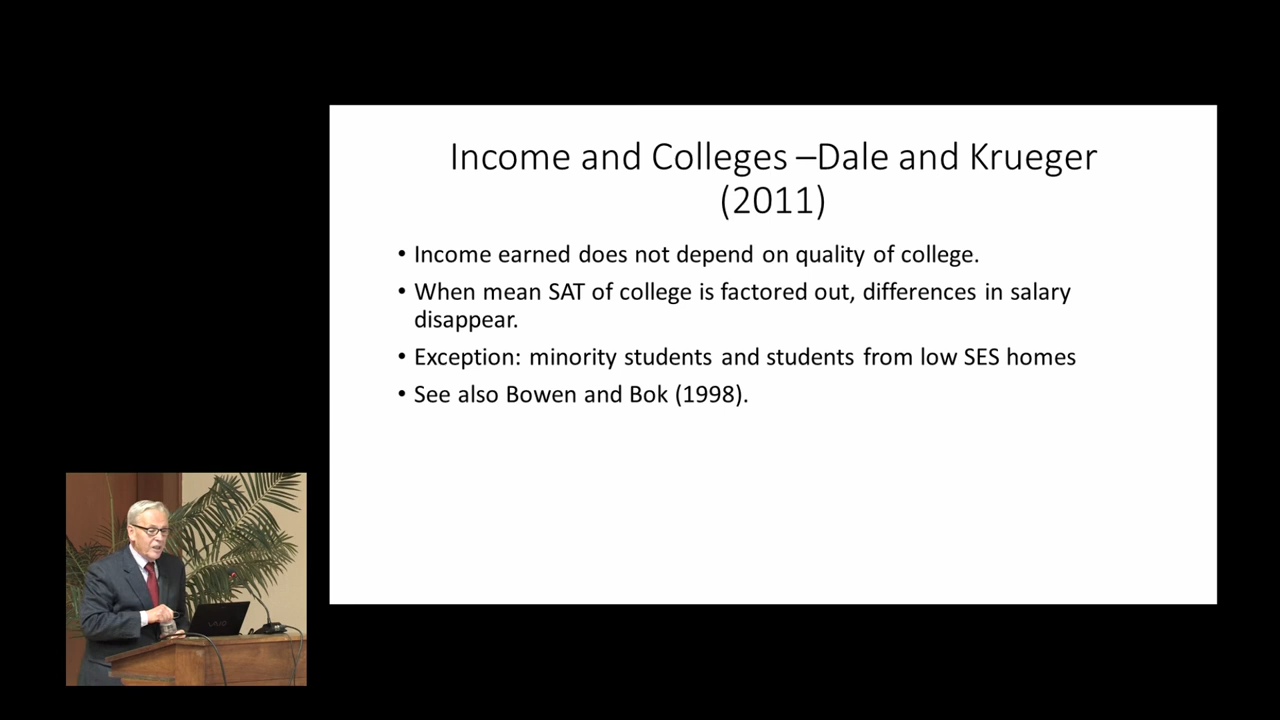 Income and Colleges –Dale and Krueger
(2011)
• Income earned does not depend on quality of college.
• When mean SAT of college is factored out, differences in salary
disappear.
• Exception: minority students and students from low SES homes
• See also Bowen and Bok (1998).
VAIO